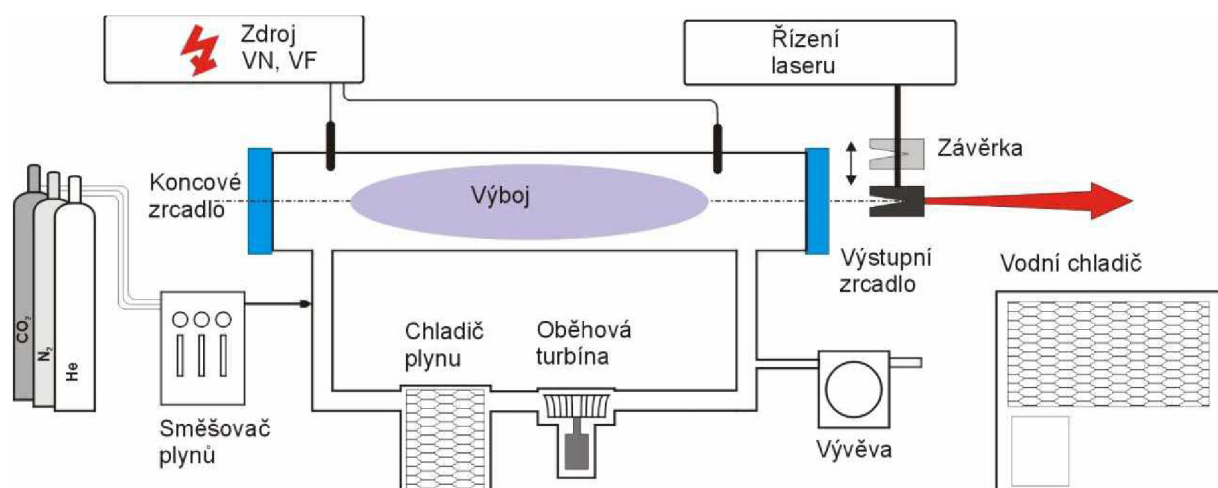 Zdroj
VN, VF
Řízení
laseru
Závěrka
Koncové
zrcadlo
Výboj
Výstupní
zrcadlo
Vodní chladič
CO₂
N₂
He
Chladič
plynu
Oběhová
turbína
Směšovač
plynů
Vývěva